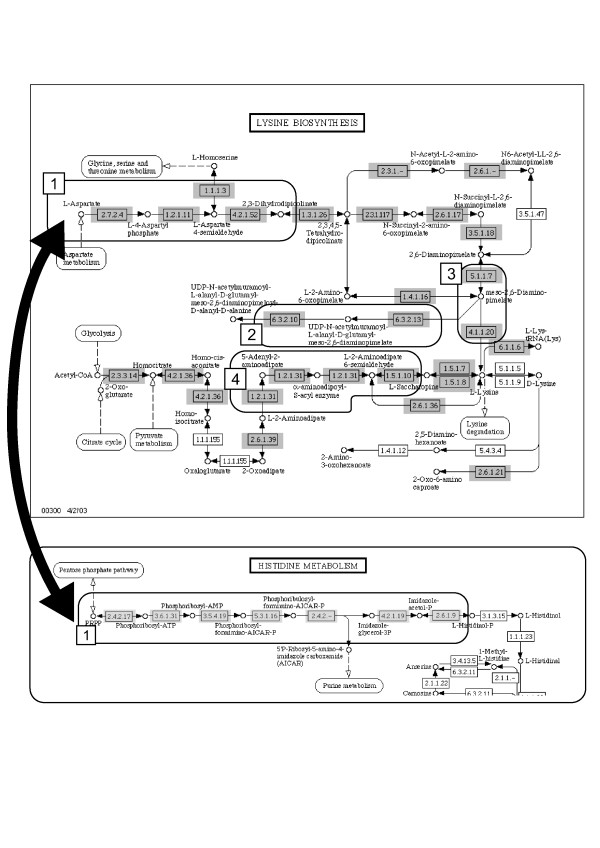 LYSINE BIOSYNTHESIS
Glycine, serine and
threonine metabolism
L-Homoserine
N-Acetyl-L-2-amino-
6-oxopimelate
N6-Acetyl-LL-2,6-
diaminopimelate
2.3.1.-
2.6.1.-
1
1.1.1.3
L-Aspartate
2,3-Dihydrodipicolinate
N-Succinyl-L-2,6-
diaminopimelate
2.7.2.4
1.2.1.11
4.2.1.52
1.3.1.26
2.3.1.117
2.6.1.17
3.5.1.47
L-4-Aspartyl
phosphate
L-Aspartate
4-semialdehyde
2,3,4,5-
Tetrahydro-
dipicolinate
N-Succinyl-2-amino-
6-oxopimelate
3.5.1.18
Aspartate
metabolism
2,6-Diaminopimelate
3
5.1.1.7
UDP-N-acetylmuramoyl-
L-alanyl-D-glutamyl-
meso-2,6-diaminopimeloyl-
D-alanyl-D-alanine
L-2-Amino-
6-oxopimelate
1.4.1.16
meso-2,6-Diamino-
pimelate
6.3.2.10
6.3.2.13
2
UDP-N-acetylmuramoyl-
L-alanyl-D-glutamyl-
meso-2,6-diaminopimelate
4.1.1.20
L-Lys-
tRNA(Lys)
Glycolysis
6.1.1.6
Homocitrate
Homo-cis-
aconitate
5-Adenyl-2-
aminoadipate
L-2-Aminoadipate
6-semialdehyde
Acetyl-CoA
2.3.3.14
4.2.1.36
4
1.2.1.31
1.2.1.31
1.5.1.10
1.5.1.7
1.5.1.8
5.1.1.5
5.1.1.9
D-Lysine
2-Oxo-
glutarate
α-aminoadipoyl-
S-acyl enzyme
L-Saccharopine
L-Lysine
4.2.1.36
1.2.1.31
2.6.1.36
Homo-
isocitrate
L-2-Aminoadipate
Citrate cycle
Pyruvate
metabolism
1.1.1.155
2.6.1.39
Lysine
degradation
2,5-Diamino-
hexanoate
1.1.1.155
1.4.1.12
5.4.3.4
Oxaloglutarate
2-Oxoadipate
2-Amino-
3-oxohexanoate
2-Oxo-6-amino
caproate
2.6.1.21
00300 4/2/03
HISTIDINE METABOLISM
Pentose phosphate pathway
Phosphoribosyl-AMP
Phosphoribulosyl-
formimino-AICAR-P
Imidazole-
acetol-P
2.4.2.17
3.6.1.31
3.5.4.19
5.3.1.16
2.4.2.-
4.2.1.19
2.6.1.9
3.1.3.15
L-Histidinol
PRPP
1
Phosphoribosyl-ATP
Phosphoribosyl-
formimino-AICAR-P
Imidazole-
glycerol-3P
L-Histidinol-P
1.1.1.23
5'P-Ribosyl-5-amino-4-
imidazole carboxamide
(AICAR)
1-Methyl-
L-histidine
L-Histidinal
3.4.13.5
Anserine
6.3.2.11
Purine metabolism
2.1.1.22
2.1.1.-
Carnosine
6.3.2.11